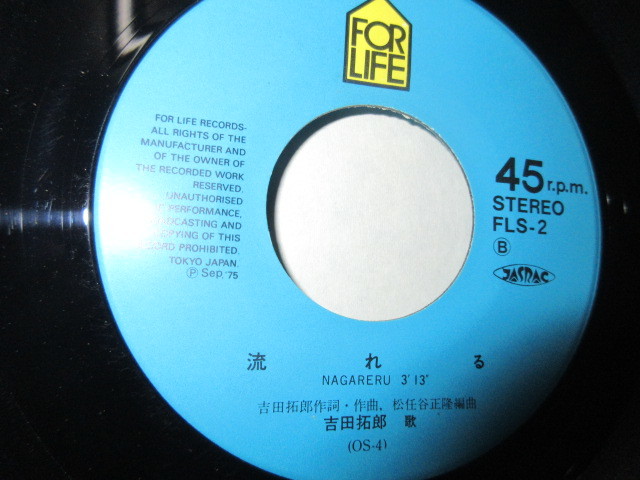 FOR
LIFE
FOR LIFE RECORDS-
ALL RIGHTS OF THE
MANUFACTURER AND
OF THE OWNER OF
THE RECORDED WORK
RESERVED.
UNAUTHORISED
PERFORMANCE,
DCASTING AND
PYING OF THIS
ORD PROHIBITED.
TOKYO JAPAN.
Ⓟ Sep, '75
45 r.p.m.
STEREO
FLS-2
Ⓑ
JASRAC
流れる
NAGARERU 3'13"
吉田拓郎作詞・作曲, 松任谷正隆編曲
吉田拓郎 歌
(OS-4)